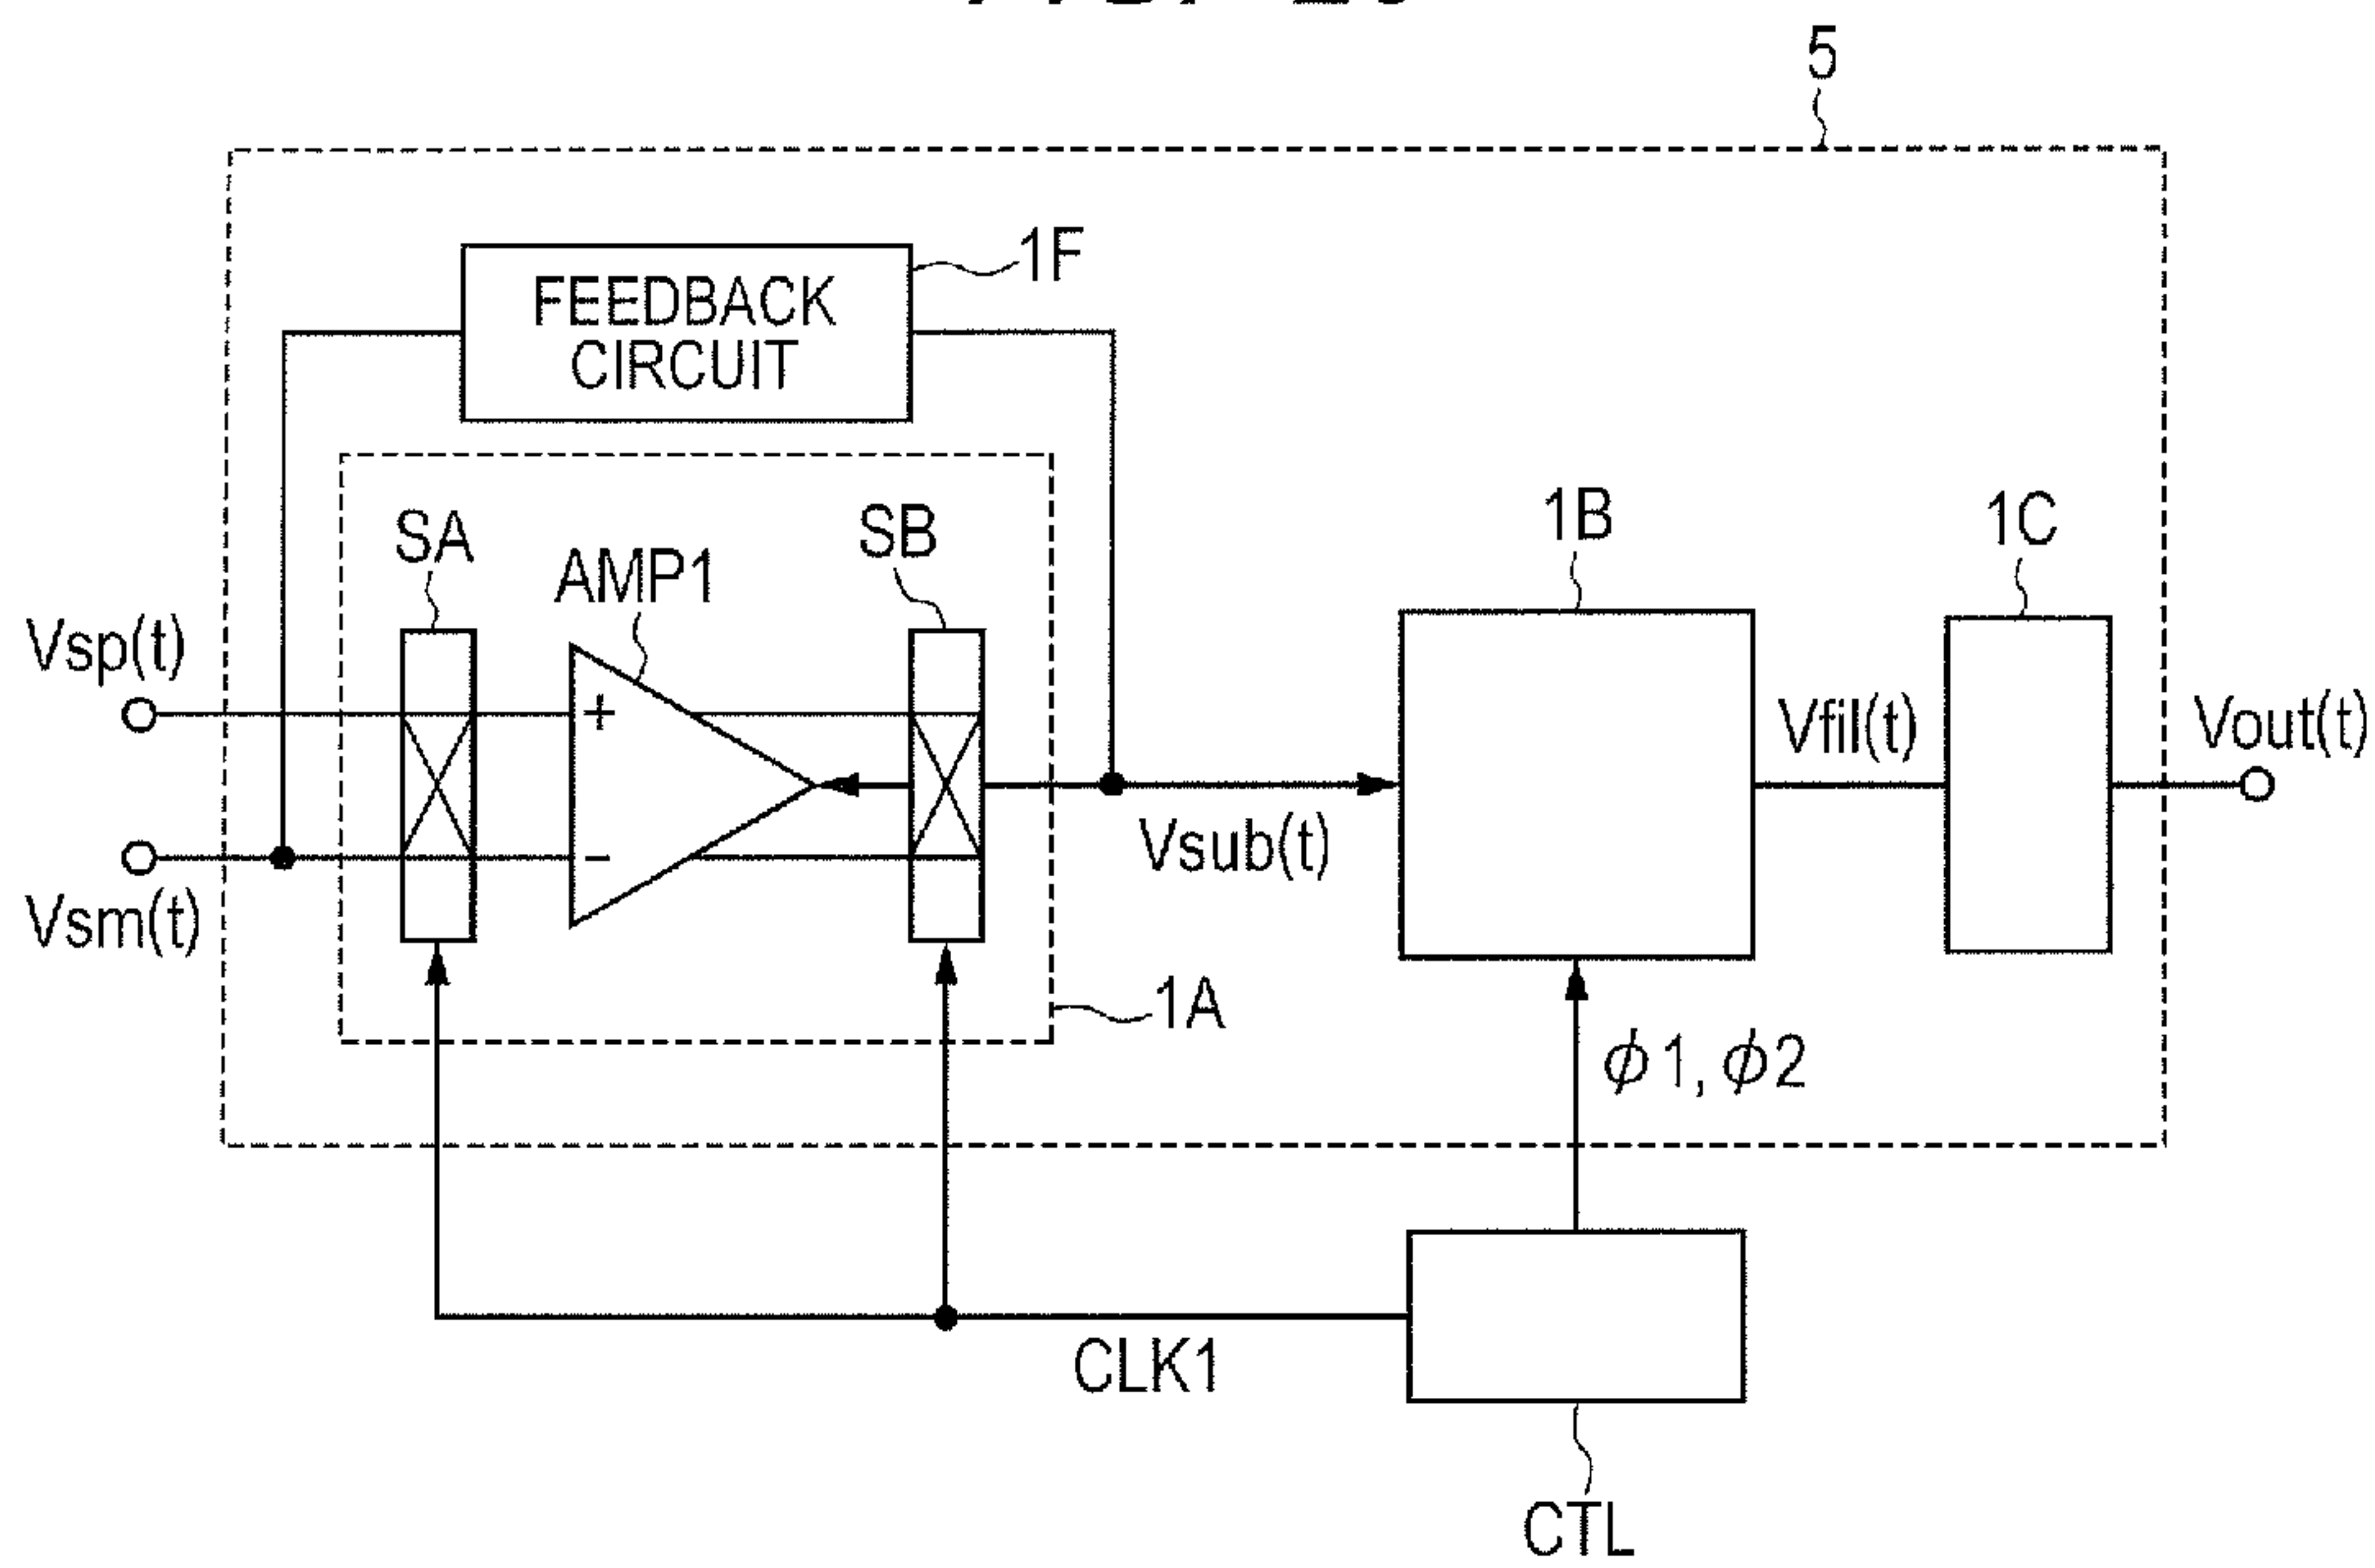 5
1F
FEEDBACK
CIRCUIT
SA
AMP1
SB
1B
1C
Vsp(t)
+
Vfil(t)
Vout(t)
Vsub(t)
−
Vsm(t)
1A
ϕ1, ϕ2
CLK1
CTL